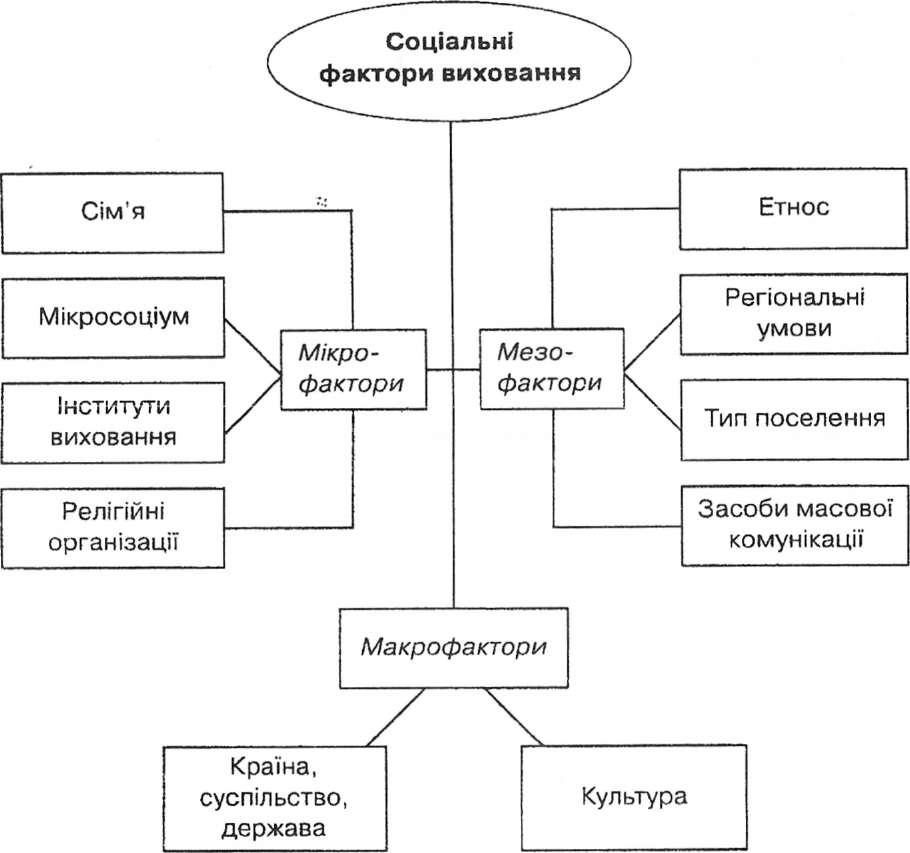 Соціальні
фактори виховання
Сім'я
Мікросоціум
Інститути
виховання
Релігійні
організації
Мікро-
фактори
Мезо-
фактори
Етнос
Регіональні
умови
Тип поселення
Засоби масової
комунікації
Макрофактори
Країна,
суспільство,
держава
Культура